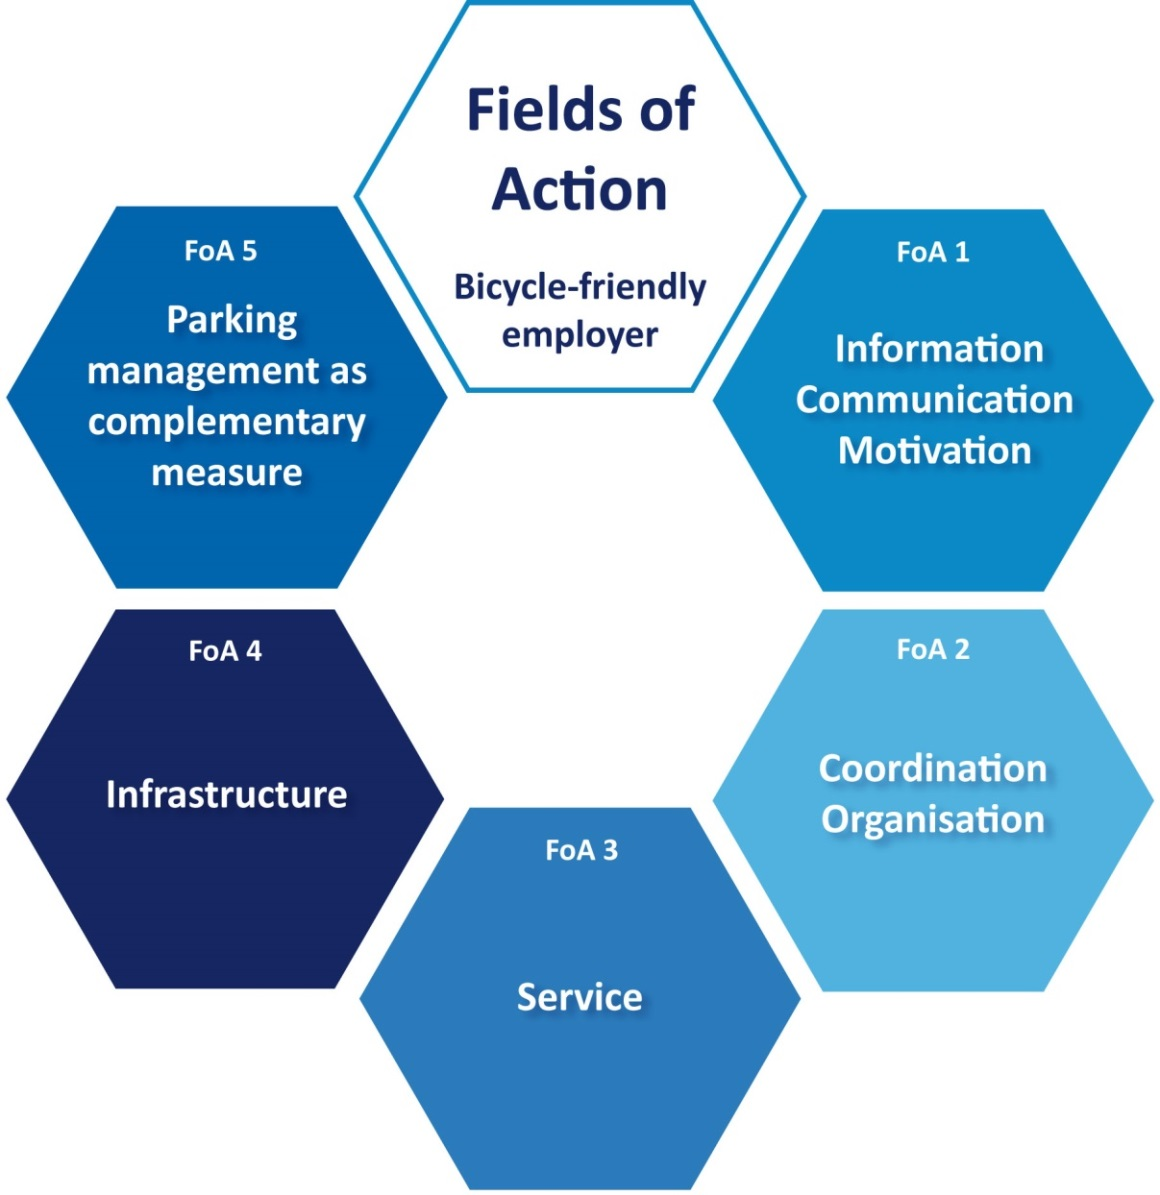 Fields of
Action
Bicycle-friendly
employer
FoA 1
Information
Communication
Motivation
FoA 2
Coordination
Organisation
FoA 3
Service
FoA 4
Infrastructure
FoA 5
Parking
management as
complementary
measure